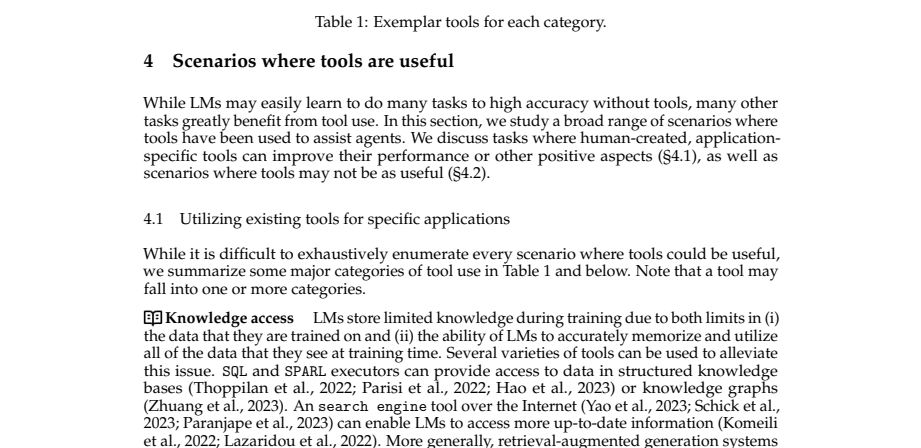 Table 1: Exemplar tools for each category.
4 Scenarios where tools are useful
While LMs may easily learn to do many tasks to high accuracy without tools, many other
tasks greatly benefit from tool use. In this section, we study a broad range of scenarios where
tools have been used to assist agents. We discuss tasks where human-created, application-
specific tools can improve their performance or other positive aspects (§4.1), as well as
scenarios where tools may not be as useful (§4.2).
4.1 Utilizing existing tools for specific applications
While it is difficult to exhaustively enumerate every scenario where tools could be useful,
we summarize some major categories of tool use in Table 1 and below. Note that a tool may
fall into one or more categories.
Knowledge access LMs store limited knowledge during training due to both limits in (i)
the data that they are trained on and (ii) the ability of LMs to accurately memorize and utilize
all of the data that they see at training time. Several varieties of tools can be used to alleviate
this issue. SQL and SPARL executors can provide access to data in structured knowledge
bases (Thoppilan et al., 2022; Parisi et al., 2022; Hao et al., 2023) or knowledge graphs
(Zhuang et al., 2023). An search engine tool over the Internet (Yao et al., 2023; Schick et al.,
2023; Paranjape et al., 2023) can enable LMs to access more up-to-date information (Komeili
et al., 2022; Lazaridou et al., 2022). More generally, retrieval-augmented generation systems